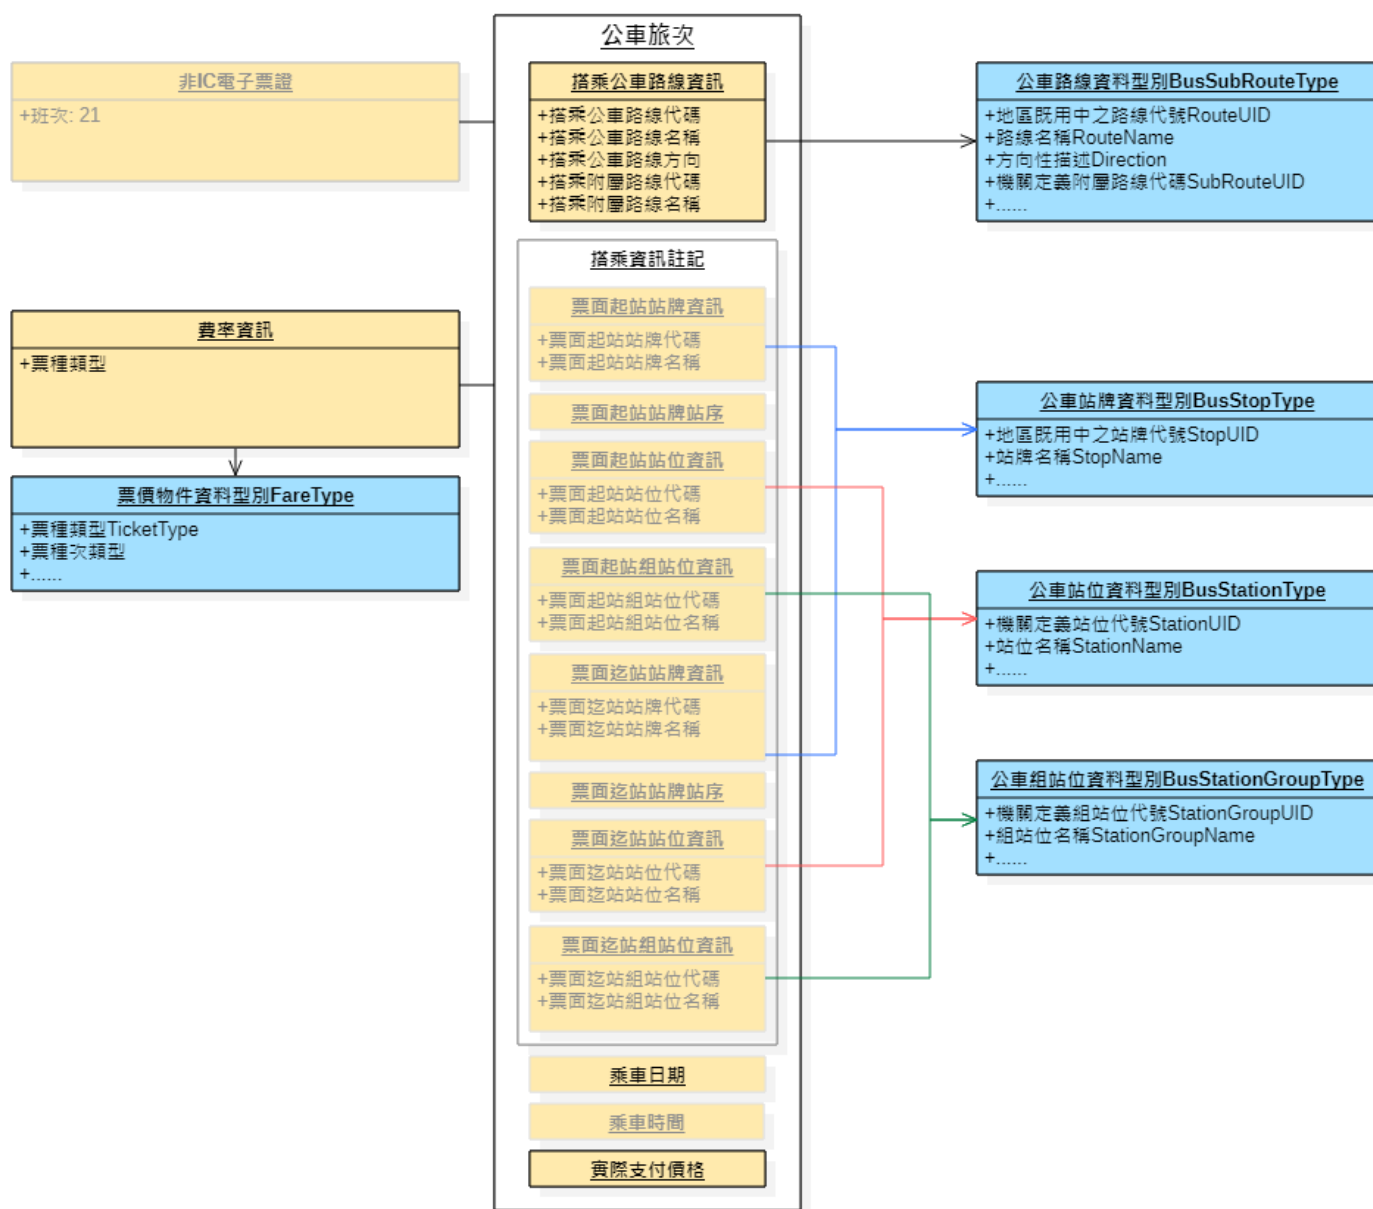 公車旅次
非IC電子票證
+班次: 21
費率資訊
+票種類型
票價物件資料型別FareType
+票種類型TicketType
+票種次類型
+......
搭乘公車路線資訊
+搭乘公車路線代碼
+搭乘公車路線名稱
+搭乘公車路線方向
+搭乘附屬路線代碼
+搭乘附屬路線名稱
搭乘資訊註記
票面起站站牌資訊
+票面起站站牌代碼
+票面起站站牌名稱
票面起站站牌站序
票面起站站位資訊
+票面起站站位代碼
+票面起站站位名稱
票面起站組站位資訊
+票面起站組站位代碼
+票面起站組站位名稱
票面迄站站牌資訊
+票面迄站站牌代碼
+票面迄站站牌名稱
票面迄站站牌站序
票面迄站站位資訊
+票面迄站站位代碼
+票面迄站站位名稱
票面迄站組站位資訊
+票面迄站組站位代碼
+票面迄站組站位名稱
乘車日期
乘車時間
實際支付價格
公車路線資料型別BusSubRouteType
+地區既用中之路線代號RouteUID
+路線名稱RouteName
+方向性描述Direction
+機關定義附屬路線代碼SubRouteUID
+......
公車站牌資料型別BusStopType
+地區既用中之站牌代號StopUID
+站牌名稱StopName
+......
公車站位資料型別BusStationType
+機關定義站位代號StationUID
+站位名稱StationName
+......
公車組站位資料型別BusStationGroupType
+機關定義組站位代號StationGroupUID
+組站位名稱StationGroupName
+......